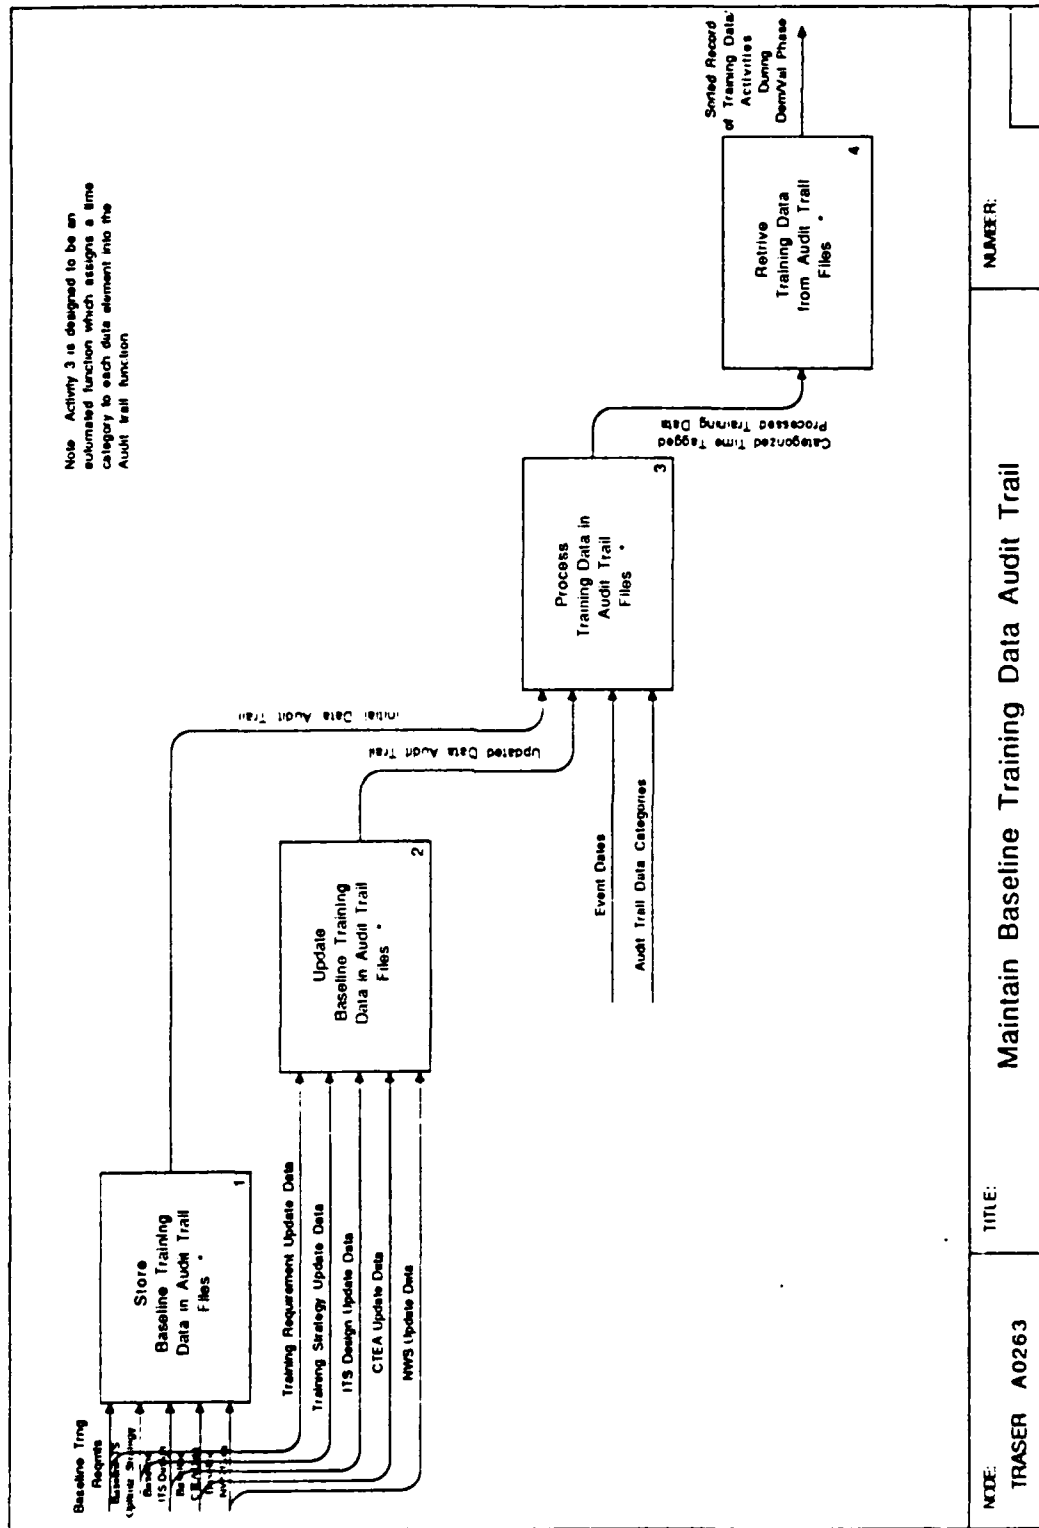 Note Activity 3 is designed to be an
automated function which assigns a time
category to each data element into the
Audit trail function
Baseline Trng
Reqmts
Store
Baseline Training
Data in Audit Trail
Files *
1
Training Requirement Update Data
Training Strategy Update Data
ITS Design Update Data
CTEA Update Data
NWS Update Data
Update
Baseline Training
Data in Audit Trail
Files *
2
Initial Data Audit Trail
Updated Data Audit Trail
Event Dates
Audit Trail Data Categories
Process
Training Data in
Audit Trail
Files *
3
Categorized Time Tagged
Processed Training Data
Retrive
Training Data
from Audit Trail
Files *
4
Sorted Record
of Training Data/
Activities
During
Dem/Val Phase
NODE:
TRASER A0263
TITLE:
Maintain Baseline Training Data Audit Trail
NUMBER: